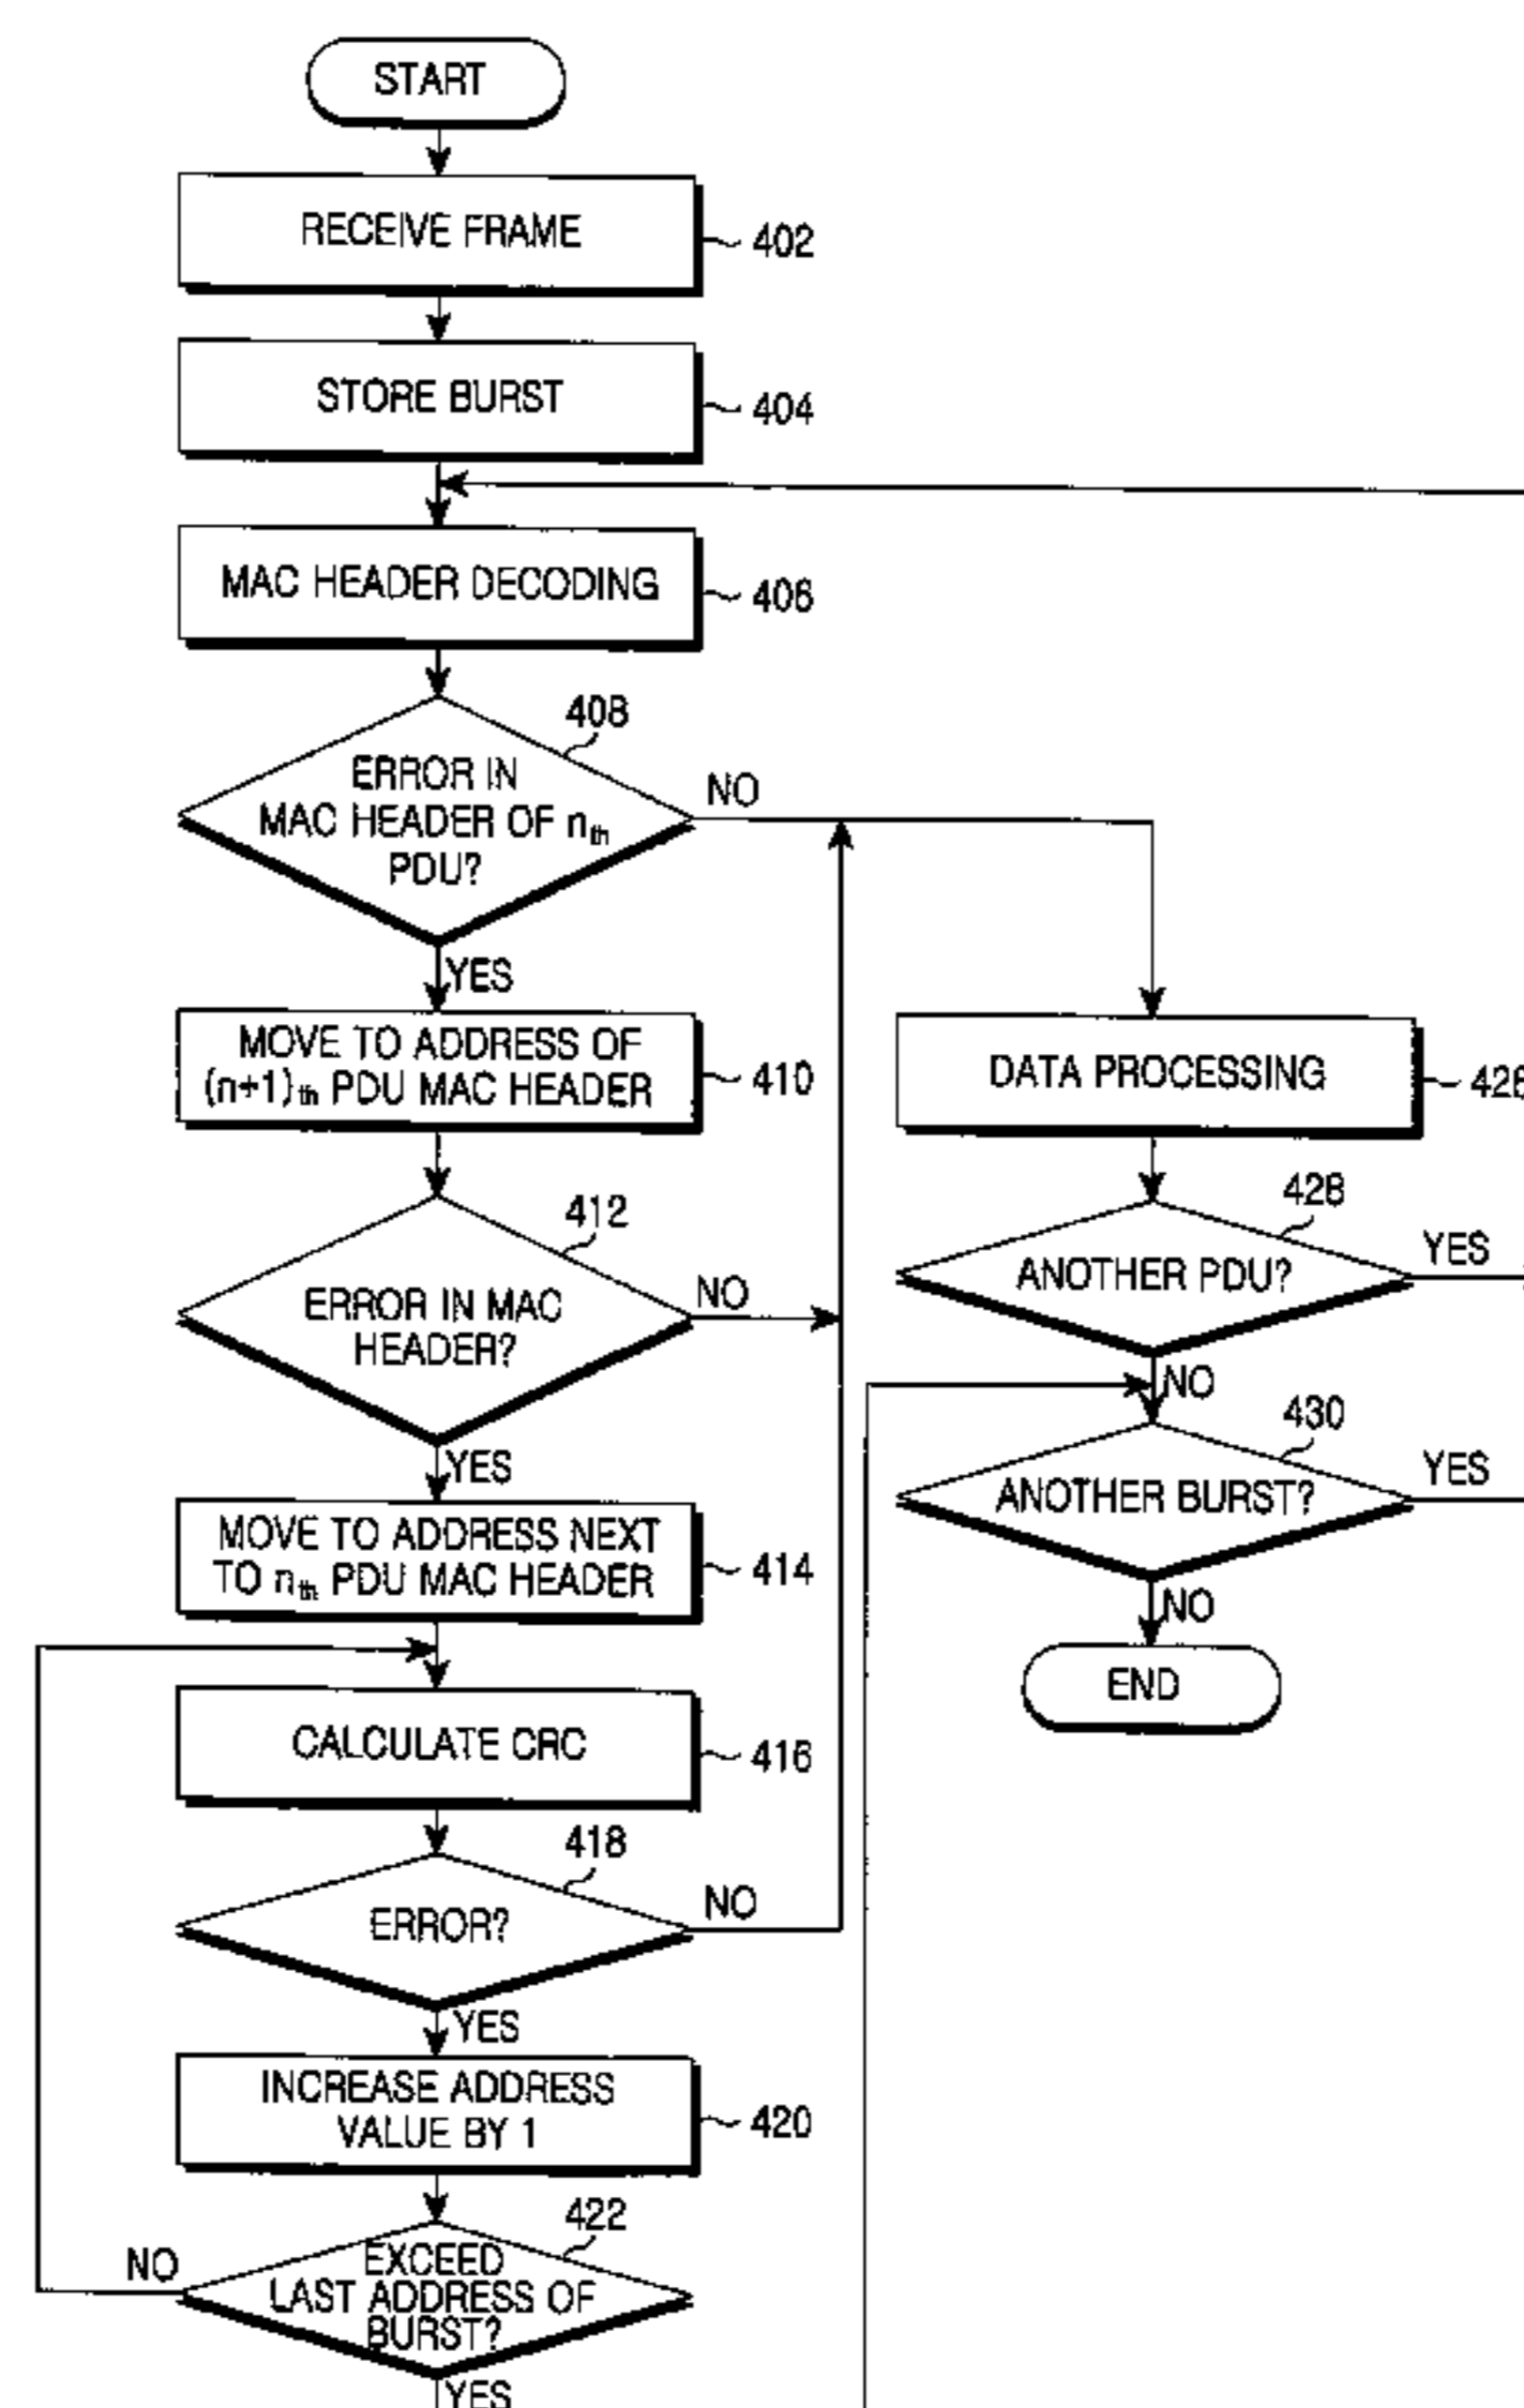 START
RECEIVE FRAME
402
STORE BURST
404
MAC HEADER DECODING
406
408
ERROR IN
MAC HEADER OF nth
PDU?
NO
YES
MOVE TO ADDRESS OF
(n+1)th PDU MAC HEADER
410
412
ERROR IN MAC
HEADER?
NO
YES
MOVE TO ADDRESS NEXT
TO nth PDU MAC HEADER
414
CALCULATE CRC
416
418
ERROR?
NO
YES
INCREASE ADDRESS
VALUE BY 1
420
422
EXCEED
LAST ADDRESS OF
BURST?
NO
YES
DATA PROCESSING
426
428
ANOTHER PDU?
YES
NO
430
ANOTHER BURST?
YES
NO
END